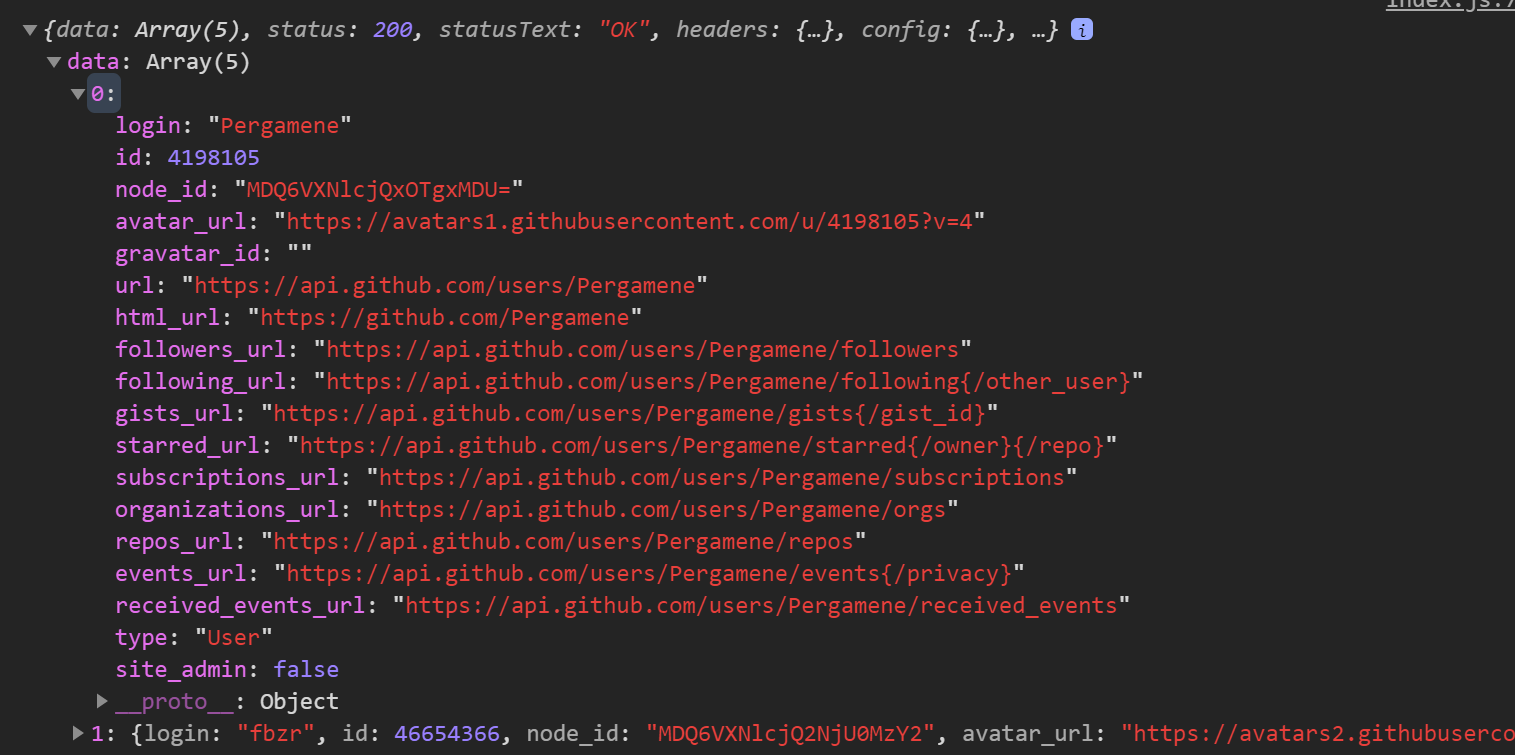 index.js:7
▼{data: Array(5), status: 200, statusText: "OK", headers: {…}, config: {…}, …} i
▼data: Array(5)
▼0:
login: "Pergamene"
id: 4198105
node_id: "MDQ6VXNlcjQxOTgxMDU="
avatar_url: "https://avatars1.githubusercontent.com/u/4198105?v=4"
gravatar_id: ""
url: "https://api.github.com/users/Pergamene"
html_url: "https://github.com/Pergamene"
followers_url: "https://api.github.com/users/Pergamene/followers"
following_url: "https://api.github.com/users/Pergamene/following{/other_user}"
gists_url: "https://api.github.com/users/Pergamene/gists{/gist_id}"
starred_url: "https://api.github.com/users/Pergamene/starred{/owner}{/repo}"
subscriptions_url: "https://api.github.com/users/Pergamene/subscriptions"
organizations_url: "https://api.github.com/users/Pergamene/orgs"
repos_url: "https://api.github.com/users/Pergamene/repos"
events_url: "https://api.github.com/users/Pergamene/events{/privacy}"
received_events_url: "https://api.github.com/users/Pergamene/received_events"
type: "User"
site_admin: false
▶__proto__: Object
▶1: {login: "fbzr", id: 46654366, node_id: "MDQ6VXNlcjQ2NjU0MzY2", avatar_url: "https://avatars2.githubuserco